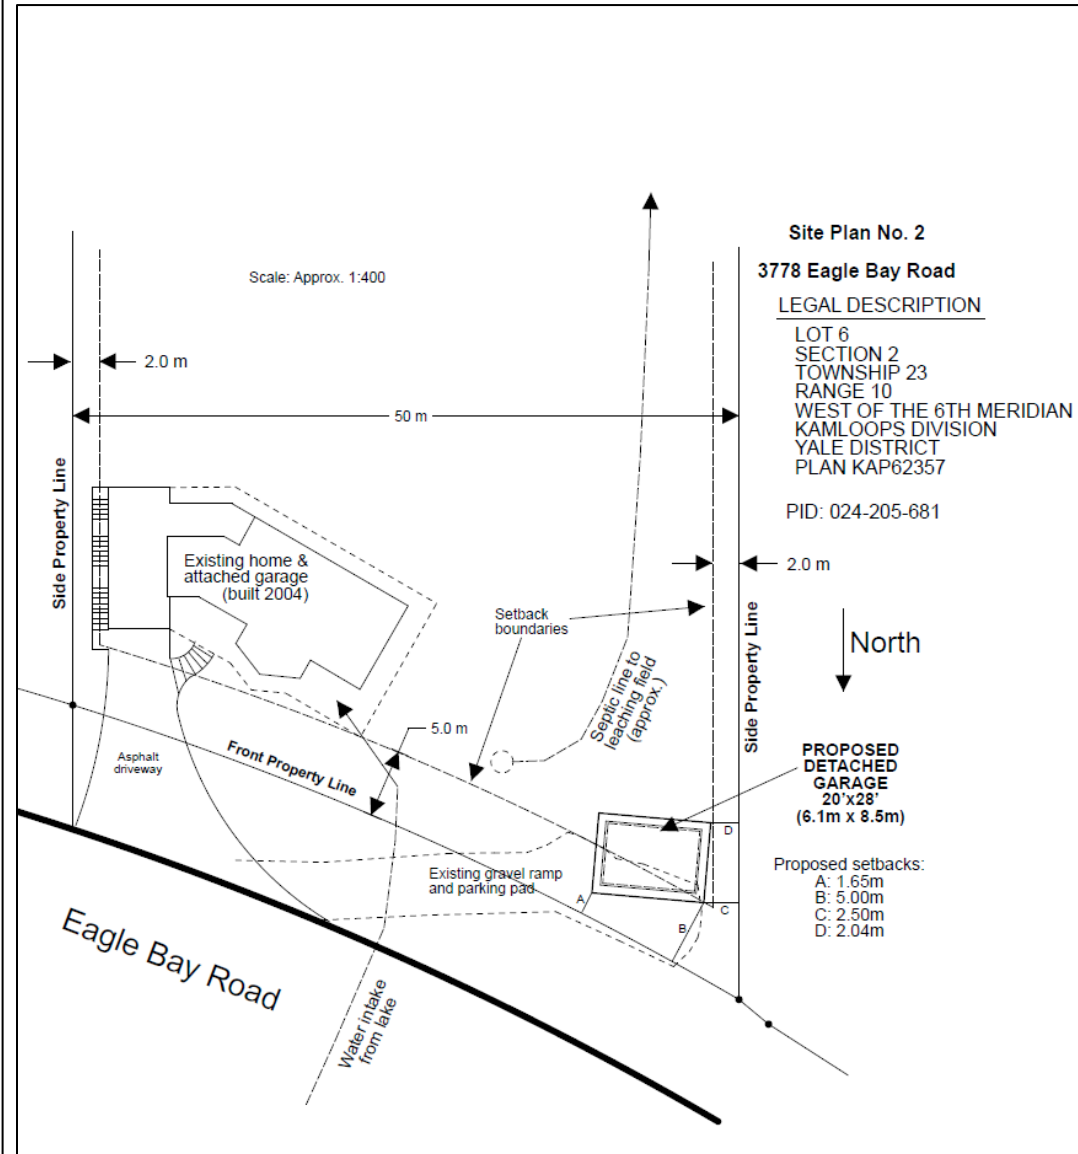 Site Plan No. 2
3778 Eagle Bay Road
LEGAL DESCRIPTION
LOT 6
SECTION 2
TOWNSHIP 23
RANGE 10
WEST OF THE 6TH MERIDIAN
KAMLOOPS DIVISION
YALE DISTRICT
PLAN KAP62357
PID: 024-205-681
Scale: Approx. 1:400
2.0 m
50 m
Side Property Line
Existing home &
attached garage
(built 2004)
Setback
boundaries
2.0 m
Side Property Line
North
Septic line to
leaching field
(approx.)
5.0 m
Front Property Line
Asphalt
driveway
PROPOSED
DETACHED
GARAGE
20'x28'
(6.1m x 8.5m)
D
Existing gravel ramp
and parking pad
A
B
C
Proposed setbacks:
A: 1.65m
B: 5.00m
C: 2.50m
D: 2.04m
Eagle Bay Road
Water intake
from lake